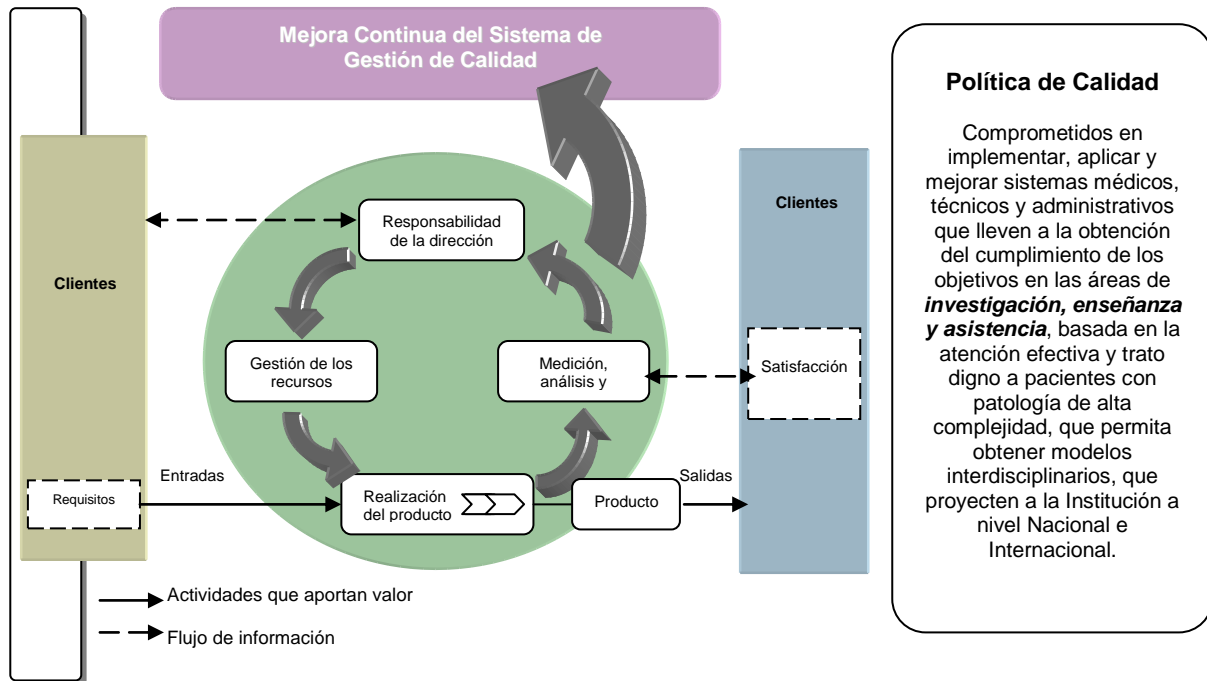 Mejora Continua del Sistema de
Gestión de Calidad
Clientes
Requisitos
Entradas
Responsabilidad
de la dirección
Gestión de los
recursos
Medición,
análisis y
Realización
del producto
Producto
Salidas
Clientes
Satisfacción
Actividades que aportan valor
Flujo de información
Política de Calidad
Comprometidos en
implementar, aplicar y
mejorar sistemas médicos,
técnicos y administrativos
que lleven a la obtención
del cumplimiento de los
objetivos en las áreas de
investigación, enseñanza
y asistencia, basada en la
atención efectiva y trato
digno a pacientes con
patología de alta
complejidad, que permita
obtener modelos
interdisciplinarios, que
proyecten a la Institución a
nivel Nacional e
Internacional.